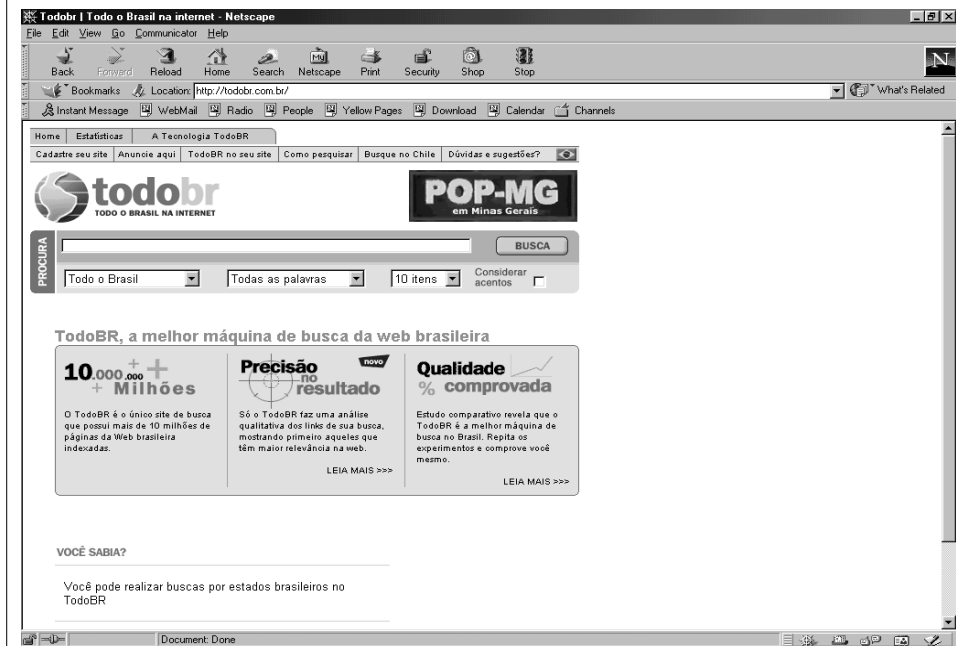 Todobr | Todo o Brasil na internet - Netscape
File Edit View Go Communicator Help
Back Forward Reload Home Search Netscape Print Security Shop Stop
N
Bookmarks Location: http://todobr.com.br/ What's Related
Instant Message WebMail Radio People Yellow Pages Download Calendar Channels
Home Estatísticas A Tecnologia TodoBR
Cadastre seu site Anuncie aqui TodoBR no seu site Como pesquisar Busque no Chile Dúvidas e sugestões?
todobr
TODO O BRASIL NA INTERNET
POP-MG
em Minas Gerais
PROCURA
BUSCA
Todo o Brasil Todas as palavras 10 itens Considerar acentos
TodoBR, a melhor máquina de busca da web brasileira
10.000.000
Milhões
O TodoBR é o único site de busca
que possui mais de 10 milhões de
páginas da Web brasileira
indexadas.
Precisão novo
no
resultado
Só o TodoBR faz uma análise
qualitativa dos links de sua busca,
mostrando primeiro aqueles que
têm maior relevância na web.
LEIA MAIS >>>
Qualidade
% comprovada
Estudo comparativo revela que o
TodoBR é a melhor máquina de
busca no Brasil. Repita os
experimentos e comprove você
mesmo.
LEIA MAIS >>>
VOCÊ SABIA?
Você pode realizar buscas por estados brasileiros no
TodoBR
Document: Done